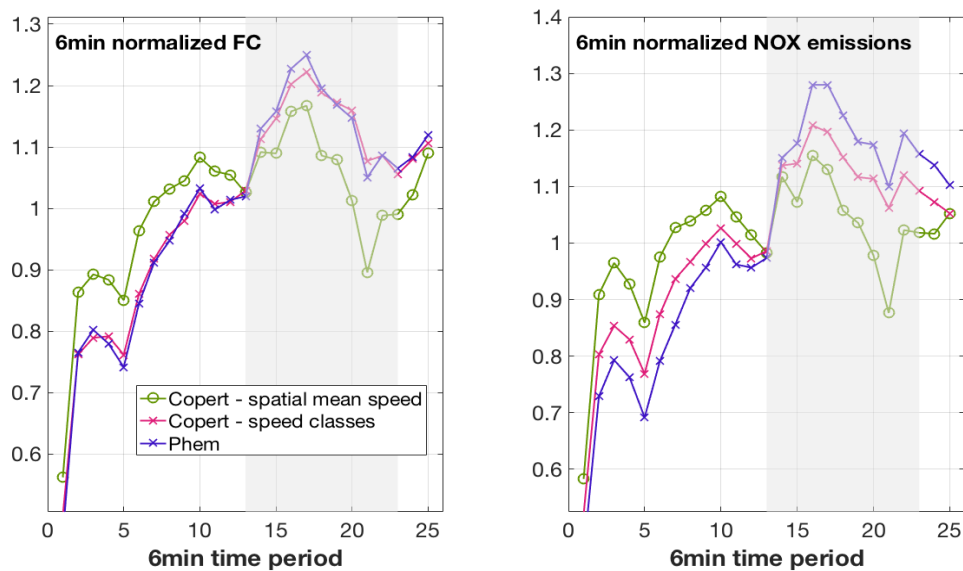 6min normalized FC
1.3
1.2
1.1
1
0.9
0.8
0.7
0.6
Copert - spatial mean speed
Copert - speed classes
Phem
0 5 10 15 20 25
6min time period
6min normalized NOX emissions
1.4
1.3
1.2
1.1
1
0.9
0.8
0.7
0.6
0 5 10 15 20 25
6min time period